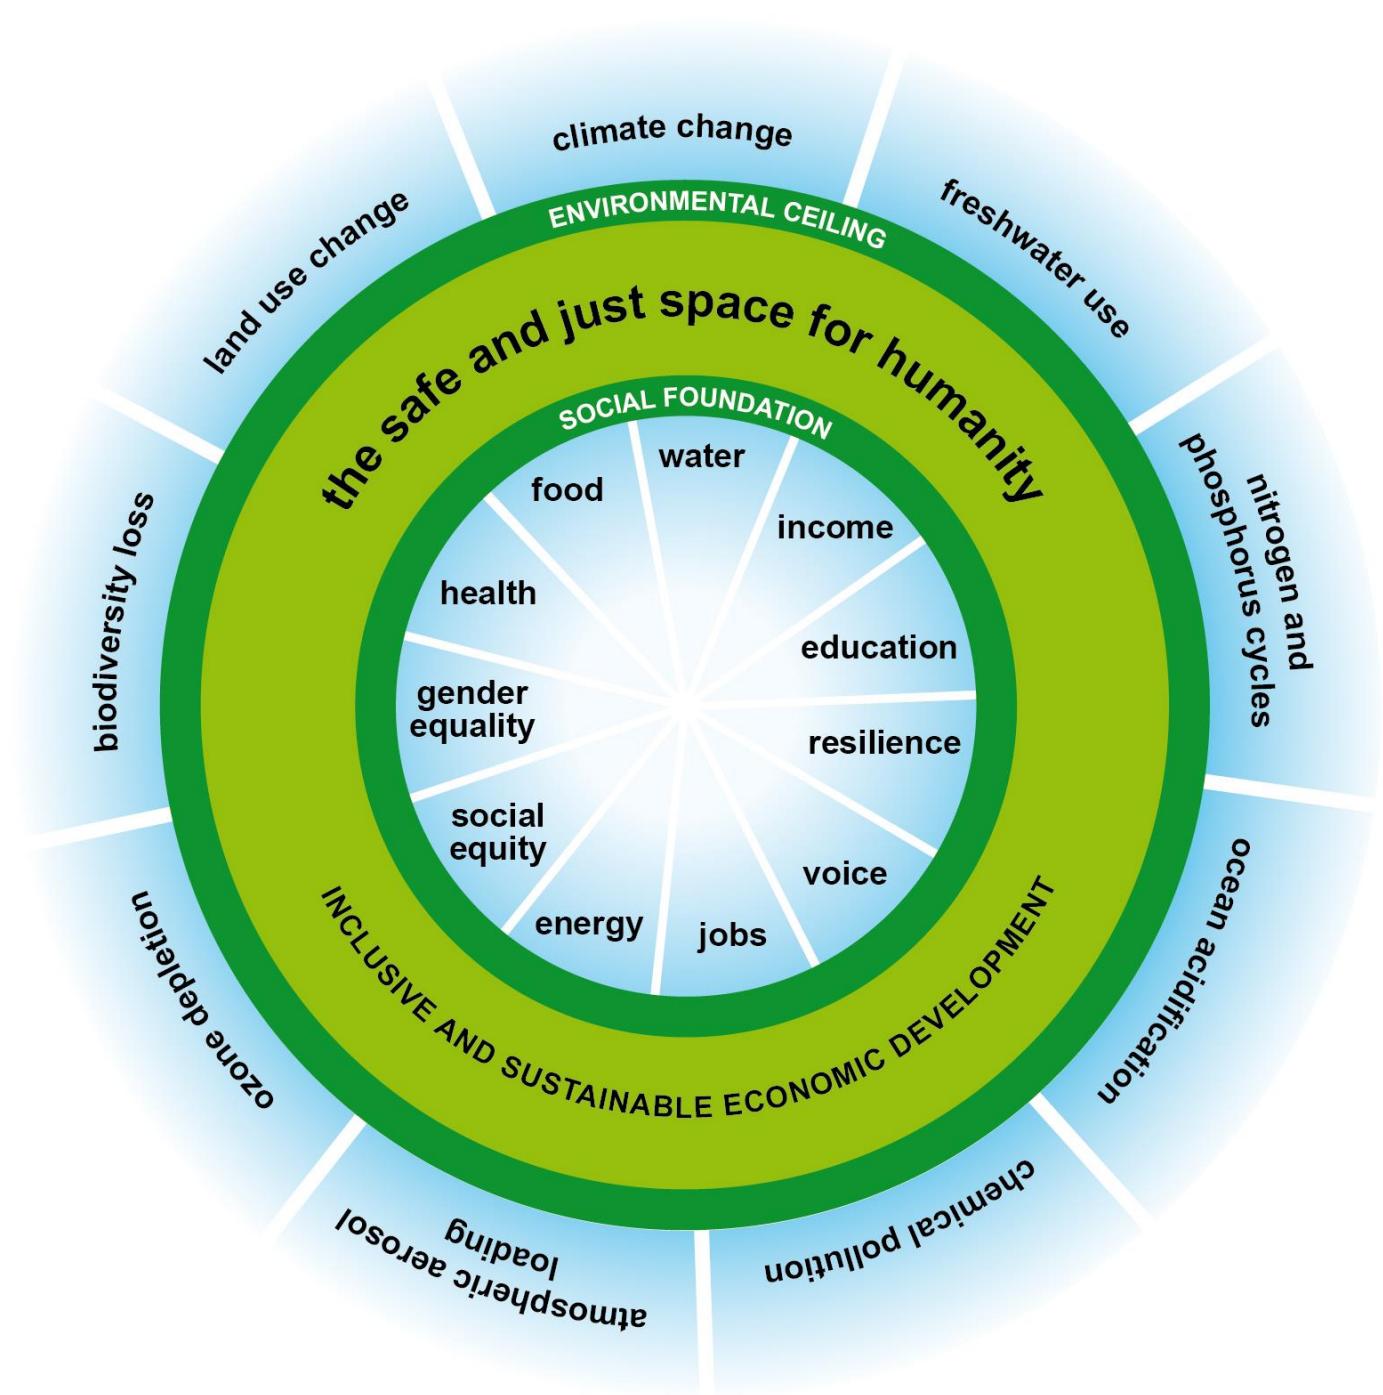 climate change
freshwater use
nitrogen and
phosphorus cycles
ocean acidification
chemical pollution
atmospheric aerosol
loading
ozone depletion
biodiversity loss
land use change
ENVIRONMENTAL CEILING
the safe and just space for humanity
SOCIAL FOUNDATION
water
income
education
resilience
voice
jobs
energy
social
equity
gender
equality
health
food
INCLUSIVE AND SUSTAINABLE ECONOMIC DEVELOPMENT